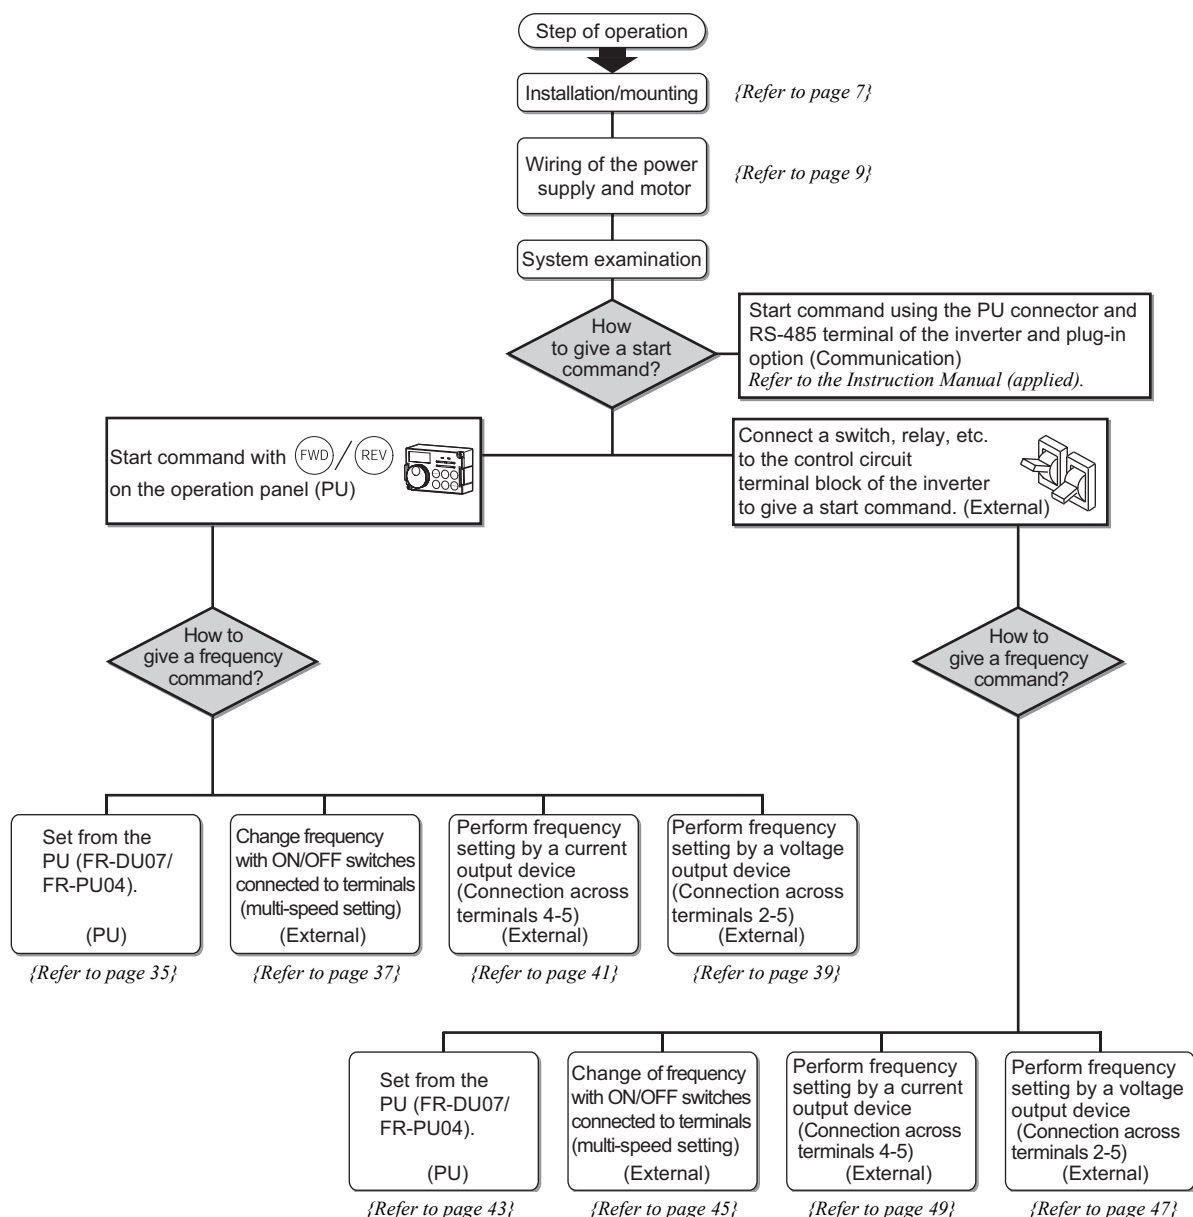 Step of operation
Installation/mounting
{Refer to page 7}
Wiring of the power
supply and motor
{Refer to page 9}
System examination
How
to give a start
command?
Start command using the PU connector and
RS-485 terminal of the inverter and plug-in
option (Communication)
Refer to the Instruction Manual (applied).
Start command with FWD / REV
on the operation panel (PU)
Connect a switch, relay, etc.
to the control circuit
terminal block of the inverter
to give a start command. (External)
How to
give a frequency
command?
How to
give a frequency
command?
Set from the
PU (FR-DU07/
FR-PU04).
(PU)
{Refer to page 35}
Change frequency
with ON/OFF switches
connected to terminals
(multi-speed setting)
(External)
{Refer to page 37}
Perform frequency
setting by a current
output device
(Connection across
terminals 4-5)
(External)
{Refer to page 41}
Perform frequency
setting by a voltage
output device
(Connection across
terminals 2-5)
(External)
{Refer to page 39}
Set from the
PU (FR-DU07/
FR-PU04).
(PU)
{Refer to page 43}
Change of frequency
with ON/OFF switches
connected to terminals
(multi-speed setting)
(External)
{Refer to page 45}
Perform frequency
setting by a current
output device
(Connection across
terminals 4-5)
(External)
{Refer to page 49}
Perform frequency
setting by a voltage
output device
(Connection across
terminals 2-5)
(External)
{Refer to page 47}